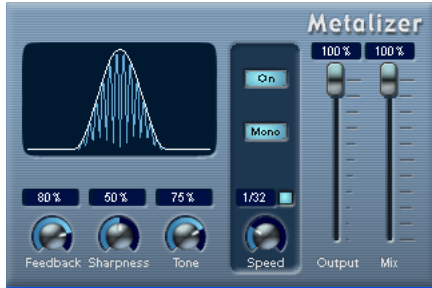 Metalizer
100 % 100 %
On
Mono
80 % 50 % 75 % 1/32
Feedback Sharpness Tone Speed Output Mix